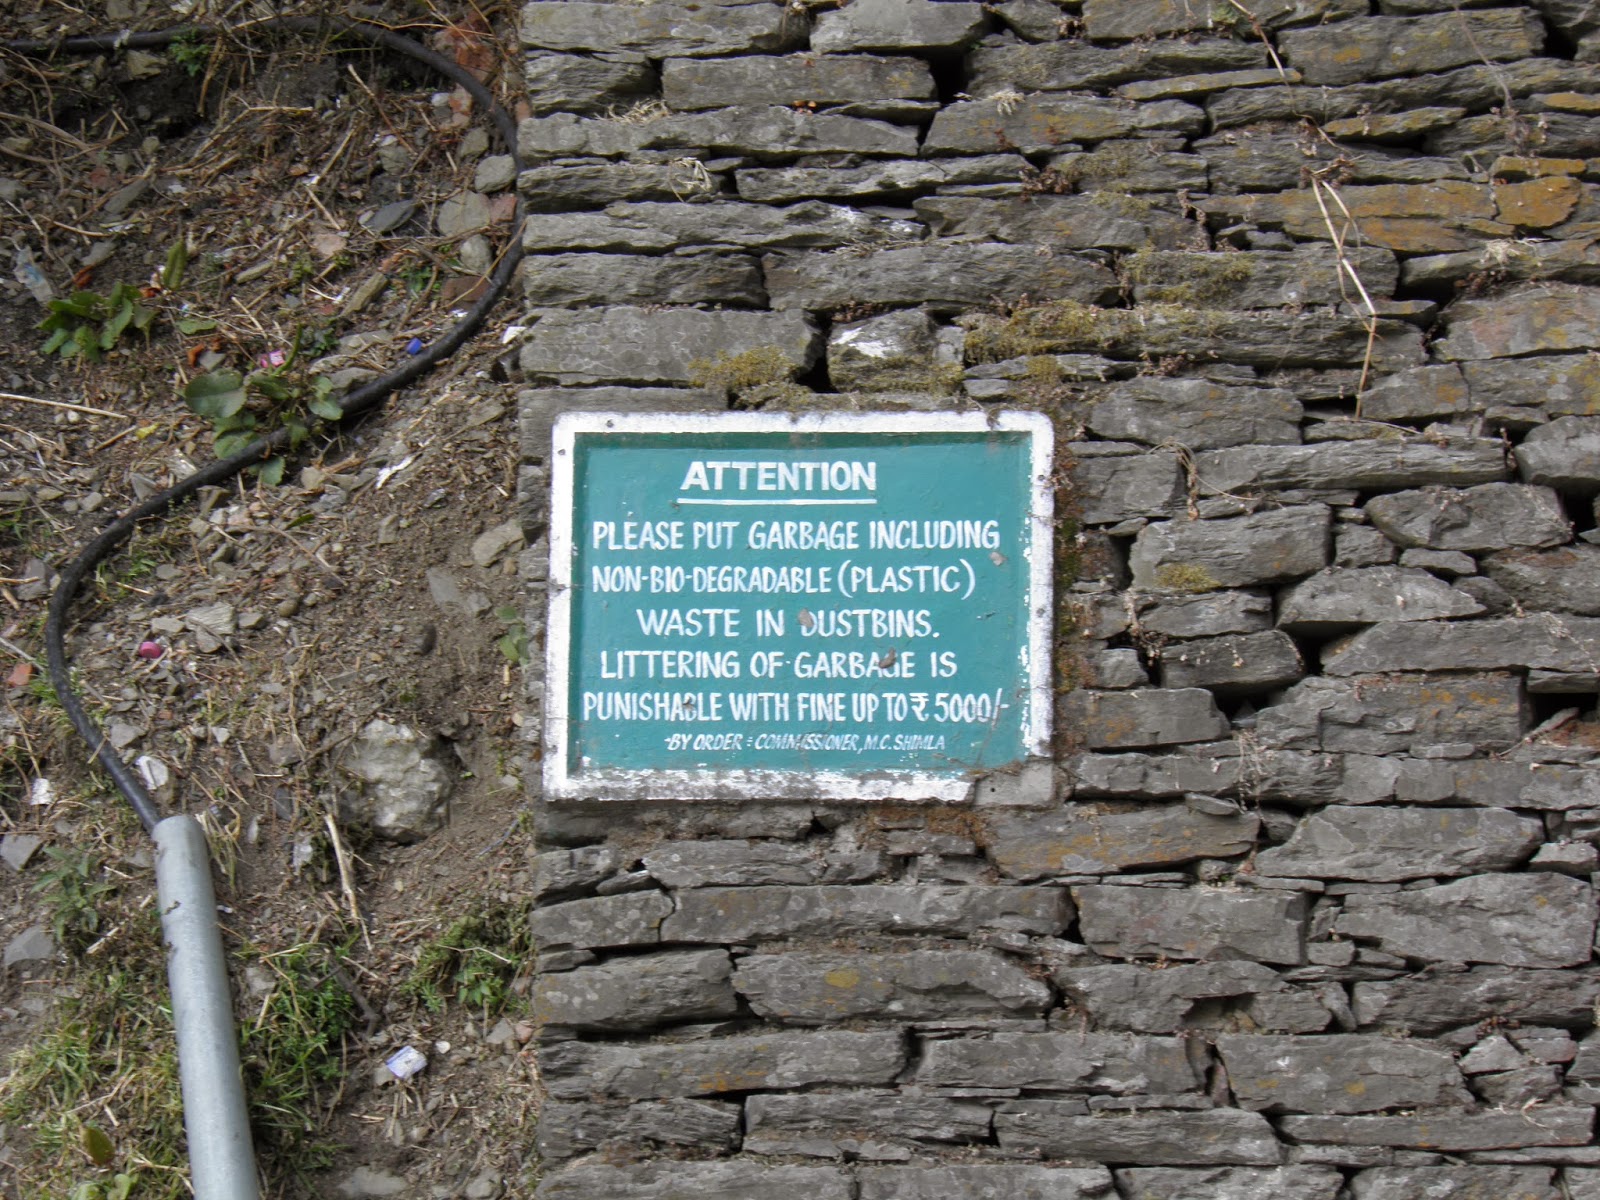 ATTENTION
PLEASE PUT GARBAGE INCLUDING
NON-BIO-DEGRADABLE (PLASTIC)
WASTE IN DUSTBINS.
LITTERING OF GARBAGE IS
PUNISHABLE WITH FINE UP TO ₹ 5000/-
-BY ORDER = COMMISSIONER, M.C. SHIMLA